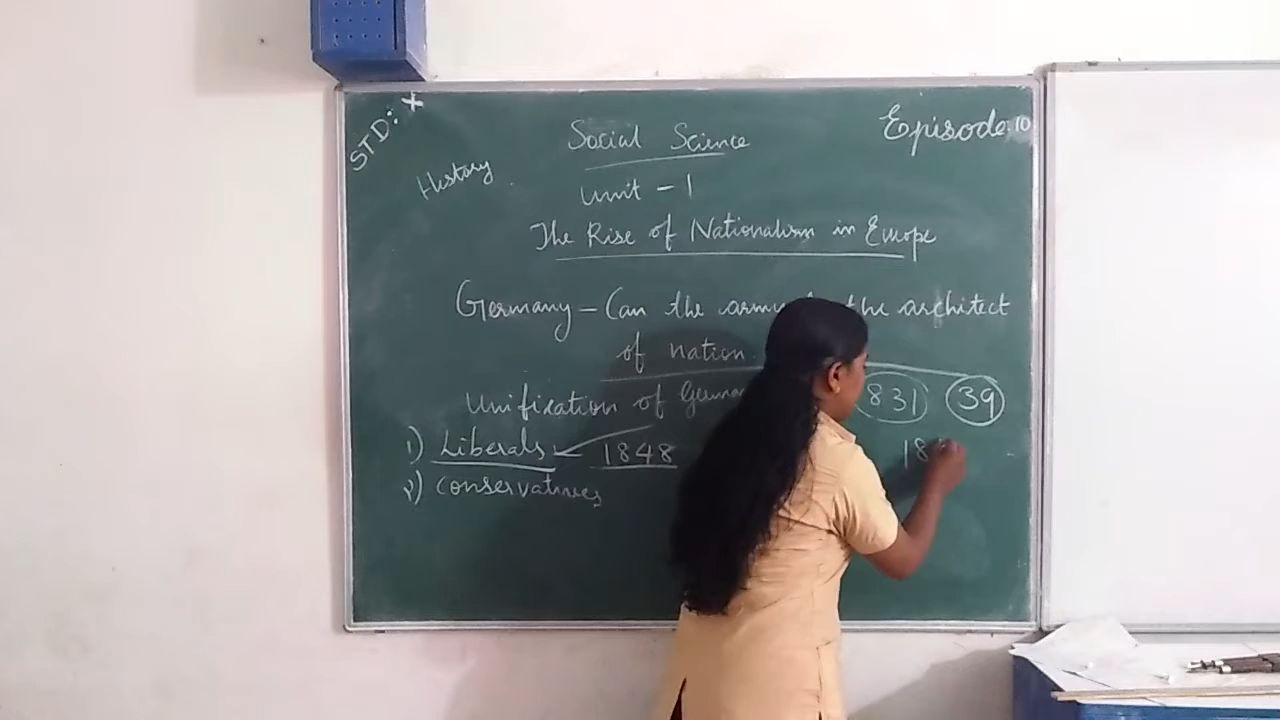 STD: X
Episode: 10
Social Science
History
Unit - 1
The Rise of Nationalism in Europe
Germany - Can the the architect
of nation
Unification of 831 39
1) Liberals 1848
2) Conservatives